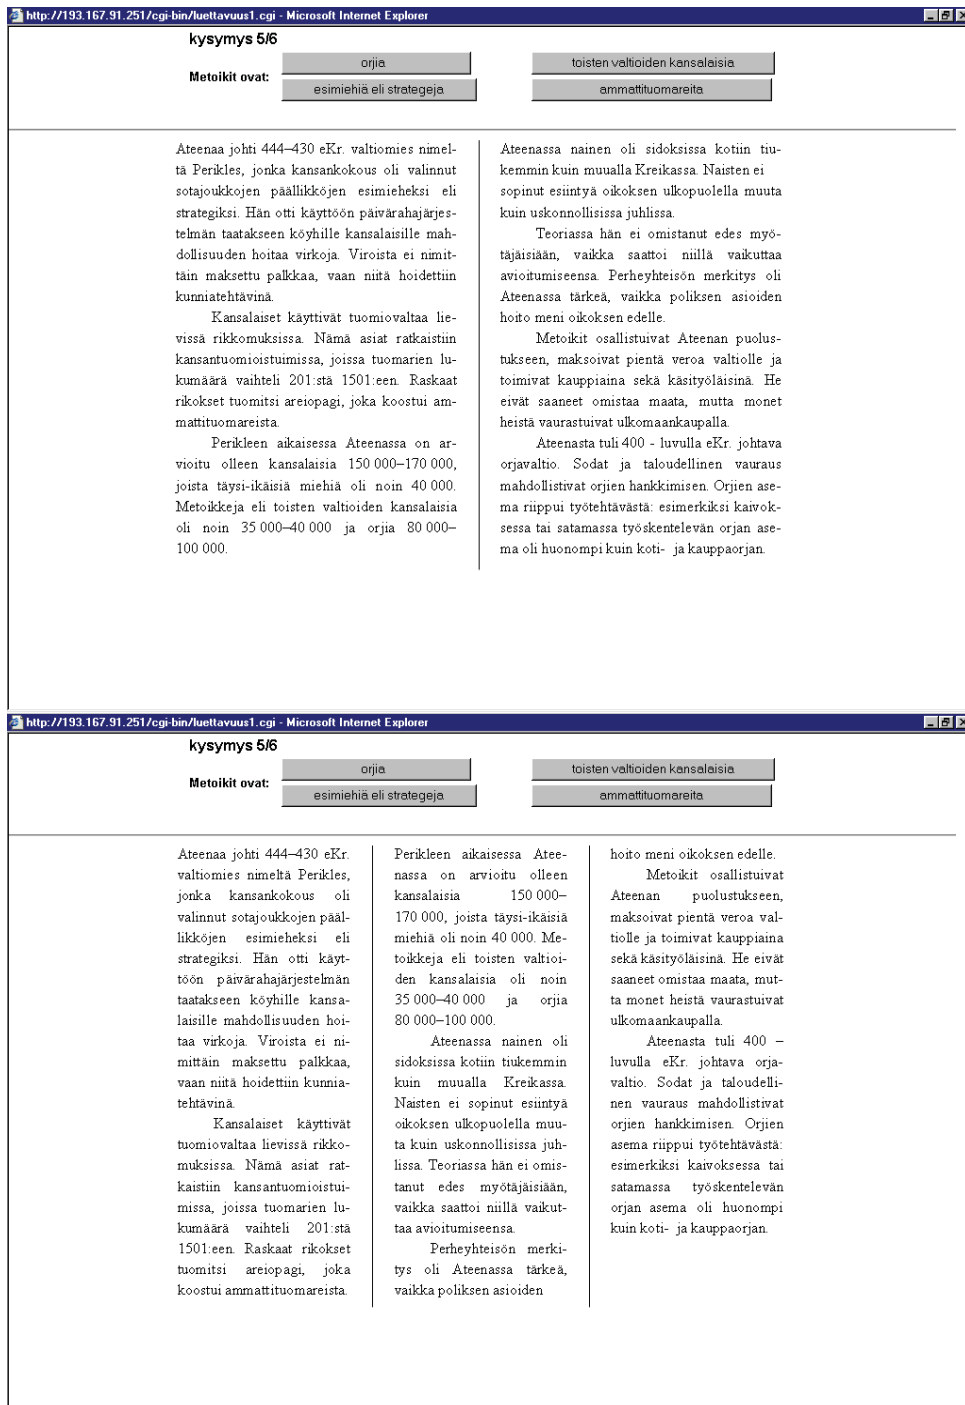 http://193.167.91.251/cgi-bin/luettavuus1.cgi - Microsoft Internet Explorer
kysymys 5/6
Metoikit ovat:
orjia
toisten valtioiden kansalaisia
esimiehiä eli strategeja
ammattituomareita
Ateenaa johti 444–430 eKr. valtiomies nimel-
tä Perikles, jonka kansankokous oli valinnut
sotajoukkojen päällikköjen esimieheksi eli
strategiksi. Hän otti käyttöön päivärahajärjes-
telmän taatakseen köyhille kansalaisille mah-
dollisuuden hoitaa virkoja. Viroista ei nimit-
täin maksettu palkkaa, vaan niitä hoidettiin
kunniatehtävinä.
Kansalaiset käyttivät tuomiovaltaa lie-
vissä rikkomuksissa. Nämä asiat ratkaistiin
kansantuomioistuimissa, joissa tuomarien lu-
kumäärä vaihteli 201:stä 1501:een. Raskaat
rikokset tuomitsi areiopagi, joka koostui am-
mattituomareista.
Perikleen aikaisessa Ateenassa on ar-
vioitu olleen kansalaisia 150 000–170 000,
joista täysi-ikäisiä miehiä oli noin 40 000.
Metoikkeja eli toisten valtioiden kansalaisia
oli noin 35 000–40 000 ja orjia 80 000–
100 000.
Ateenassa nainen oli sidoksissa kotiin tiu-
kemmin kuin muualla Kreikassa. Naisten ei
sopinut esiintyä oikoksen ulkopuolella muuta
kuin uskonnollisissa juhlissa.
Teoriassa hän ei omistanut edes myö-
täjäisiään, vaikka saattoi niillä vaikuttaa
avioitumiseensa. Perheyhteisön merkitys oli
Ateenassa tärkeä, vaikka poliksen asioiden
hoito meni oikoksen edelle.
Metoikit osallistuivat Ateenan puolus-
tukseen, maksoivat pientä veroa valtiolle ja
toimivat kauppiaina sekä käsityöläisinä. He
eivät saaneet omistaa maata, mutta monet
heistä vaurastuivat ulkomaankaupalla.
Ateenasta tuli 400 - luvulla eKr. johtava
orjavaltio. Sodat ja taloudellinen vauraus
mahdollistivat orjien hankkimisen. Orjien ase-
ma riippui työtehtävästä: esimerkiksi kaivok-
sessa tai satamassa työskentelevän orjan ase-
ma oli huonompi kuin koti- ja kauppaorjan.
http://193.167.91.251/cgi-bin/luettavuus1.cgi - Microsoft Internet Explorer
kysymys 5/6
Metoikit ovat:
orjia
toisten valtioiden kansalaisia
esimiehiä eli strategeja
ammattituomareita
Ateenaa johti 444–430 eKr.
valtiomies nimeltä Perikles,
jonka kansankokous oli
valinnut sotajoukkojen pääl-
likköjen esimieheksi eli
strategiksi. Hän otti käyt-
töön päivärahajärjestelmän
taatakseen köyhille kansa-
laisille mahdollisuuden hoi-
taa virkoja. Viroista ei ni-
mittäin maksettu palkkaa,
vaan niitä hoidettiin kunnia-
tehtävinä.
Kansalaiset käyttivät
tuomiovaltaa lievissä rikko-
muksissa. Nämä asiat rat-
kaistiin kansantuomioistui-
missa, joissa tuomarien lu-
kumäärä vaihteli 201:stä
1501:een. Raskaat rikokset
tuomitsi areiopagi, joka
koostui ammattituomareista.
Perikleen aikaisessa Atee-
nassa on arvioitu olleen
kansalaisia 150 000–
170 000, joista täysi-ikäisiä
miehiä oli noin 40 000. Me-
toikkeja eli toisten valtioi-
den kansalaisia oli noin
35 000–40 000 ja orjia
80 000–100 000.
Ateenassa nainen oli
sidoksissa kotiin tiukemmin
kuin muualla Kreikassa.
Naisten ei sopinut esiintyä
oikoksen ulkopuolella muu-
ta kuin uskonnollisissa juh-
lissa. Teoriassa hän ei omis-
tanut edes myötäjäisiään,
vaikka saattoi niillä vaikut-
taa avioitumiseensa.
Perheyhteisön merki-
tys oli Ateenassa tärkeä,
vaikka poliksen asioiden
hoito meni oikoksen edelle.
Metoikit osallistuivat
Ateenan puolustukseen,
maksoivat pientä veroa val-
tiolle ja toimivat kauppiaina
sekä käsityöläisinä. He eivät
saaneet omistaa maata, mut-
ta monet heistä vaurastuivat
ulkomaankaupalla.
Ateenasta tuli 400 –
luvulla eKr. johtava orja-
valtio. Sodat ja taloudelli-
nen vauraus mahdollistivat
orjien hankkimisen. Orjien
asema riippui työtehtävästä:
esimerkiksi kaivoksessa tai
satamassa työskentelevän
orjan asema oli huonompi
kuin koti- ja kauppaorjan.